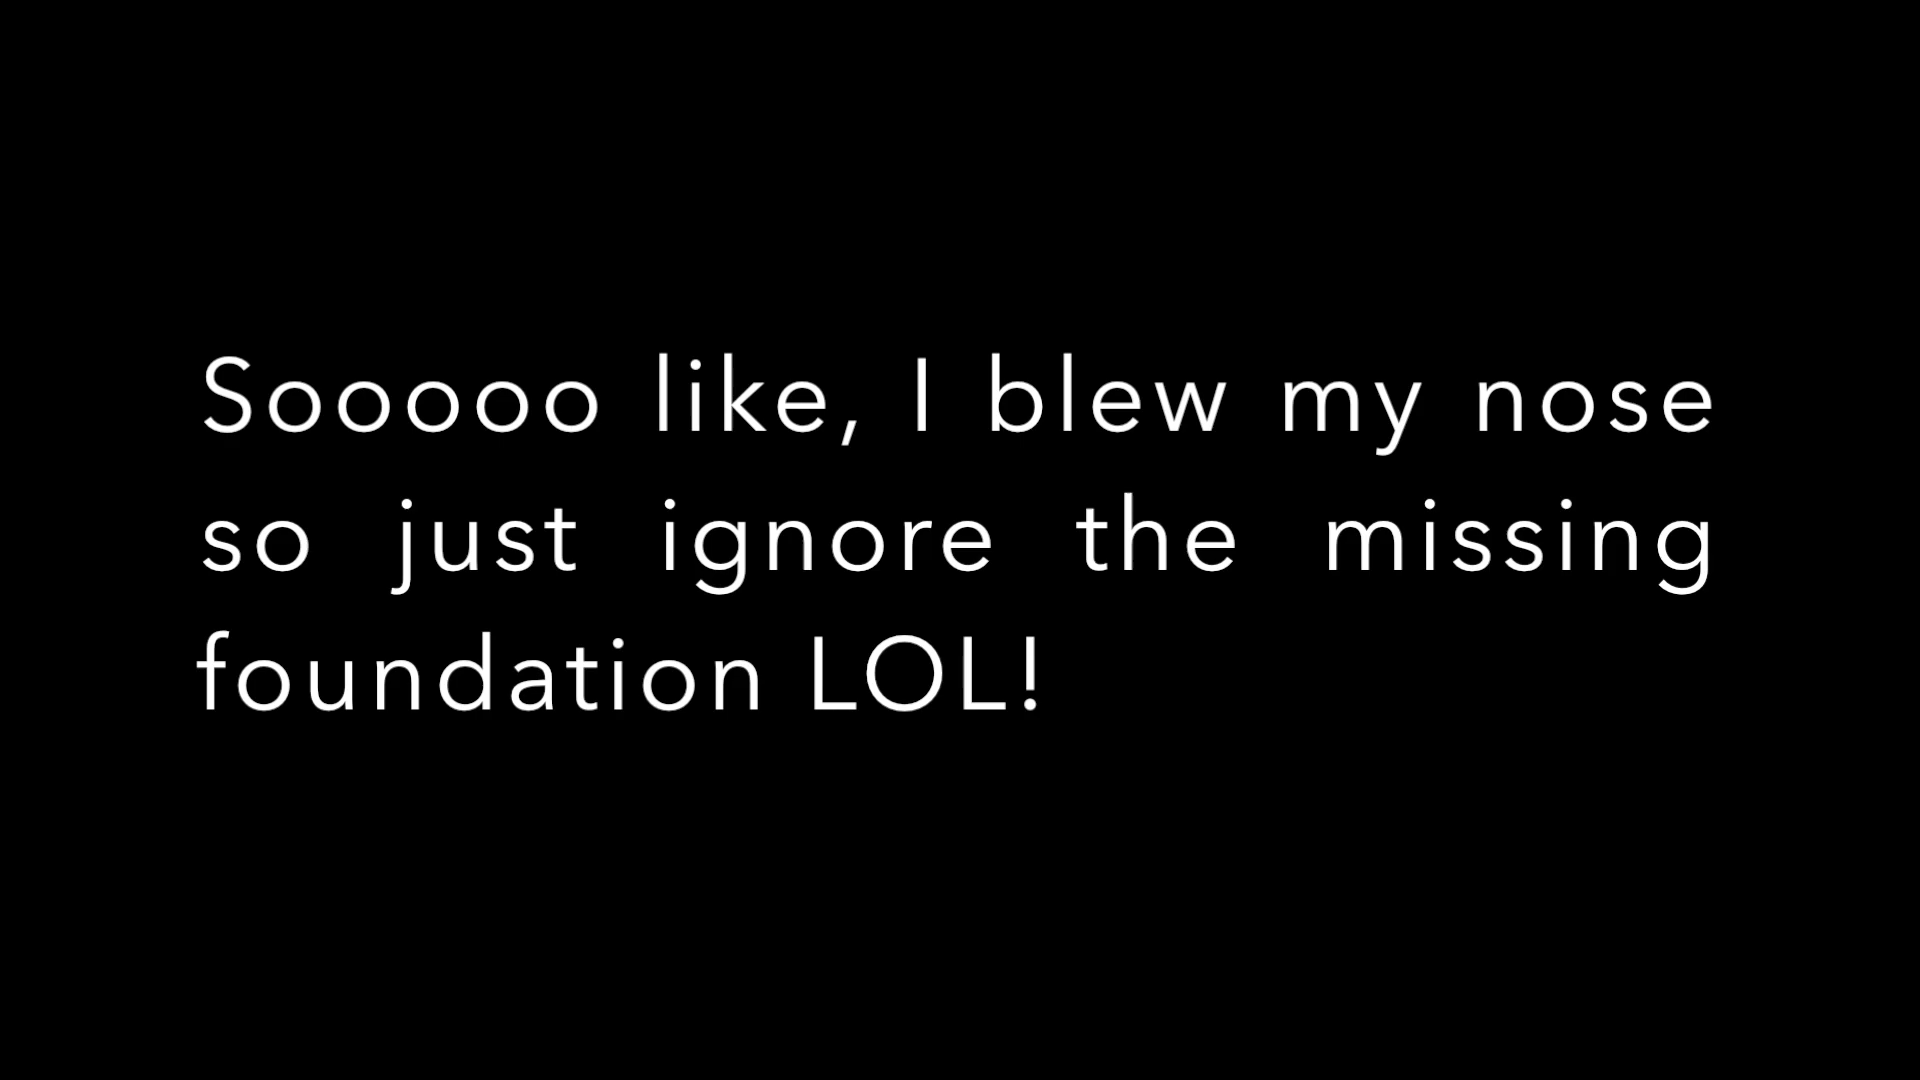 Sooooo like, I blew my nose
so just ignore the missing
foundation LOL!